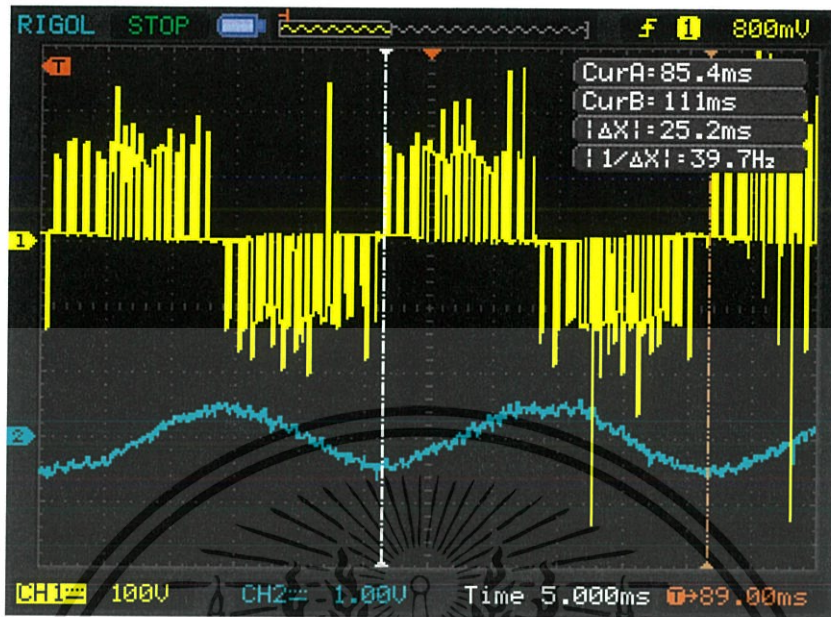 RIGOL STOP 1 800mV
T
CurA=85.4ms
CurB=111ms
|ΔX|=25.2ms
|1/ΔX|=39.7Hz
1
2
CH1 100V CH2 1.00V Time 5.000ms T→89.00ms